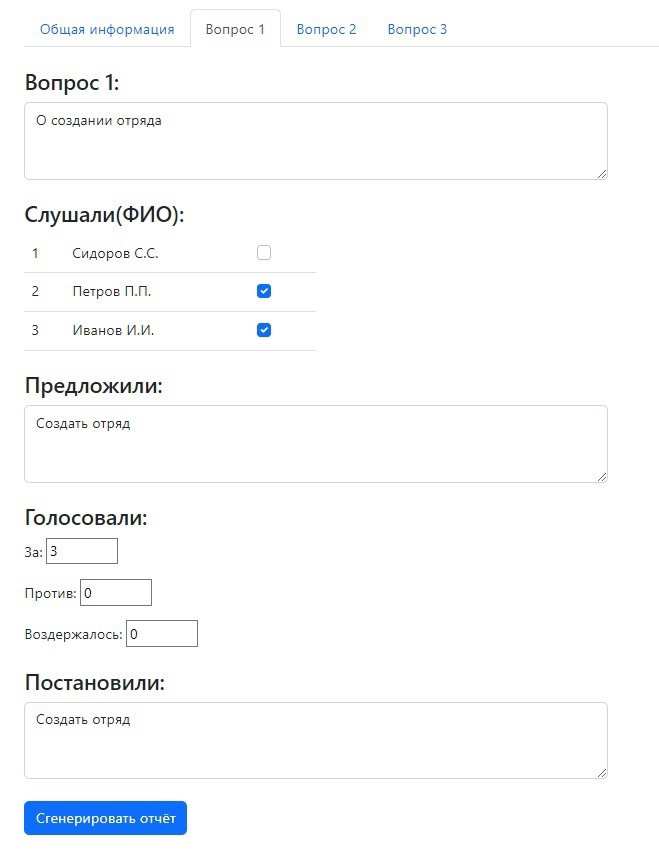 Общая информация Вопрос 1 Вопрос 2 Вопрос 3
Вопрос 1:
О создании отряда
Слушали(ФИО):
1 Сидоров С.С.
2 Петров П.П.
3 Иванов И.И.
Предложили:
Создать отряд
Голосовали:
За: 3
Против: 0
Воздержалось: 0
Постановили:
Создать отряд
Сгенерировать отчёт